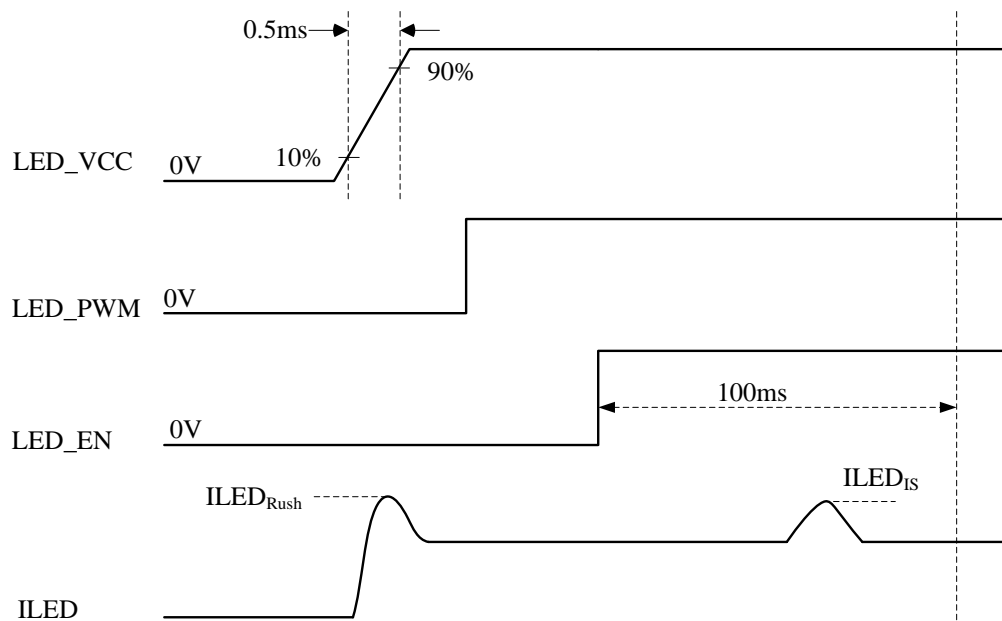 0.5ms
90%
10%
LED_VCC 0V
LED_PWM 0V
100ms
LED_EN 0V
ILED_Rush
ILED_IS
ILED